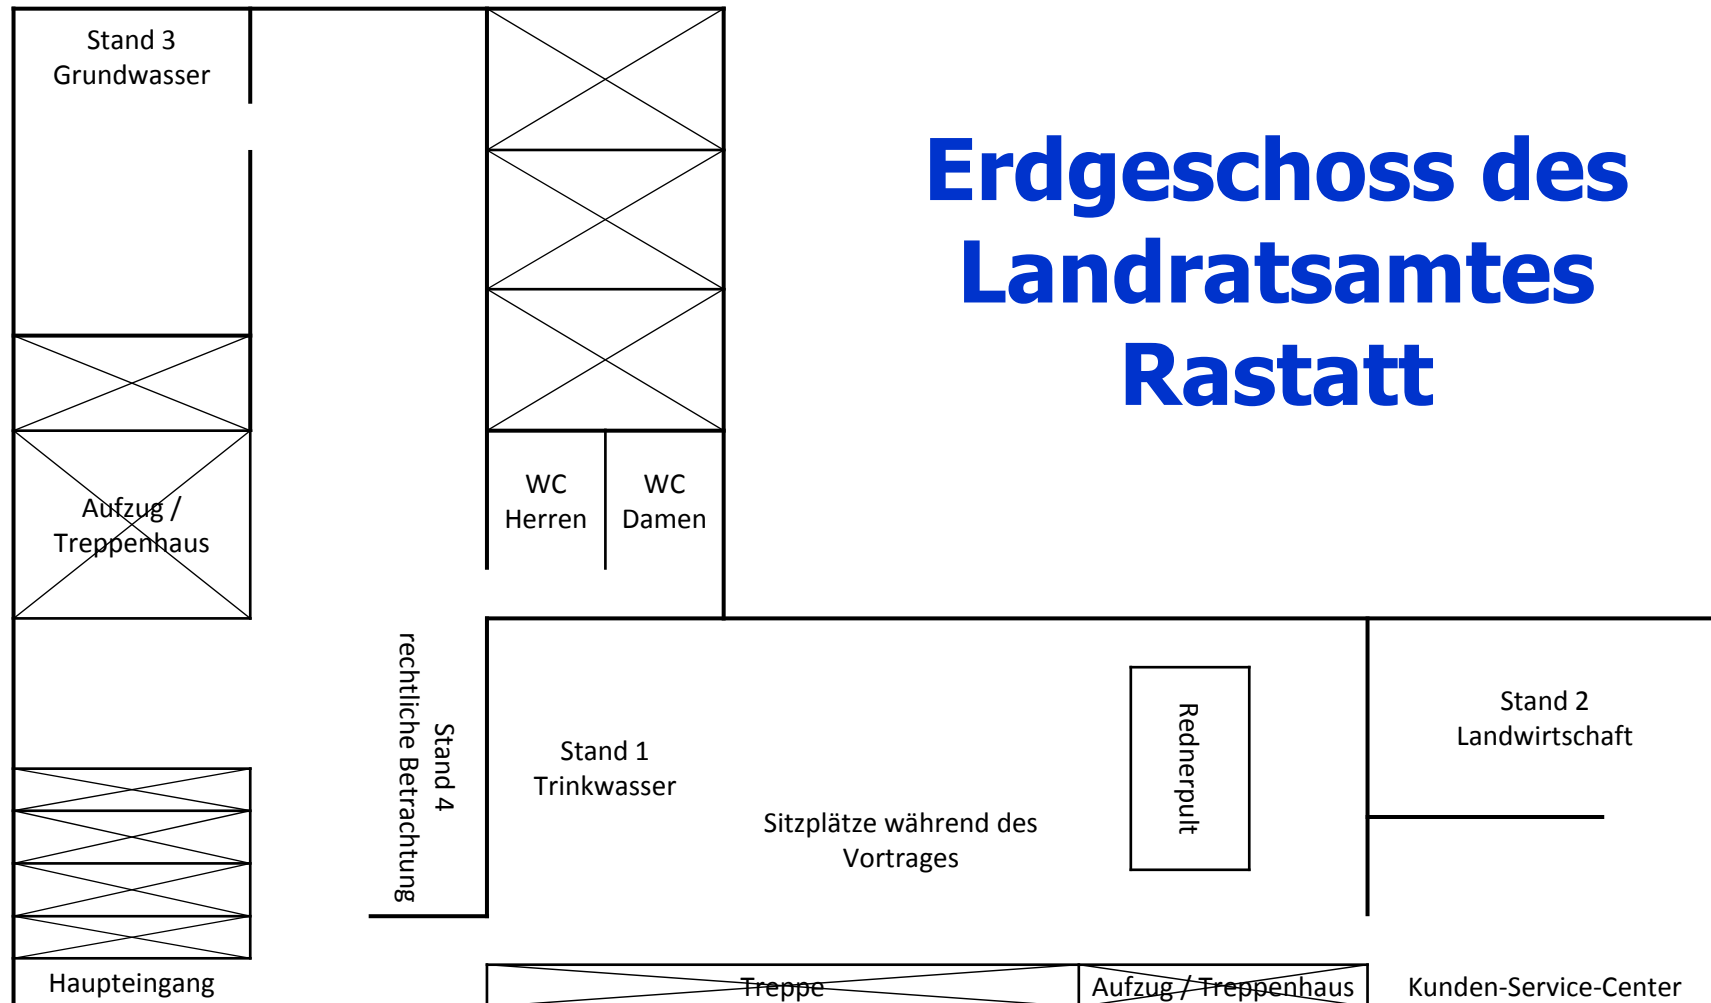 Stand 3
Grundwasser
Erdgeschoss des
Landratsamtes
Rastatt
WC
Herren
WC
Damen
Aufzug /
Treppenhaus
Stand 4
rechtliche Betrachtung
Stand 1
Trinkwasser
Sitzplätze während des
Vortrages
Rednerpult
Stand 2
Landwirtschaft
Haupteingang
Treppe
Aufzug / Treppenhaus
Kunden-Service-Center